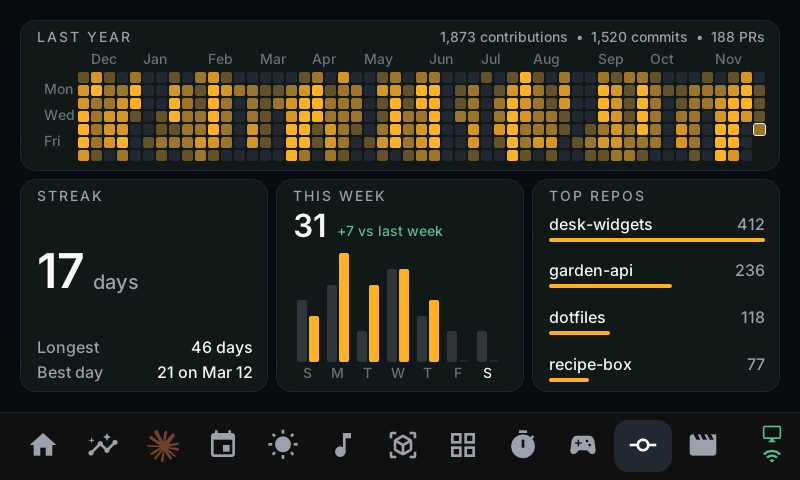 LAST YEAR 1,873 contributions • 1,520 commits • 188 PRs
Dec Jan Feb Mar Apr May Jun Jul Aug Sep Oct Nov
Mon
Wed
Fri
STREAK
17 days
Longest 46 days
Best day 21 on Mar 12
THIS WEEK
31 +7 vs last week
S M T W T F S
TOP REPOS
desk-widgets 412
garden-api 236
dotfiles 118
recipe-box 77